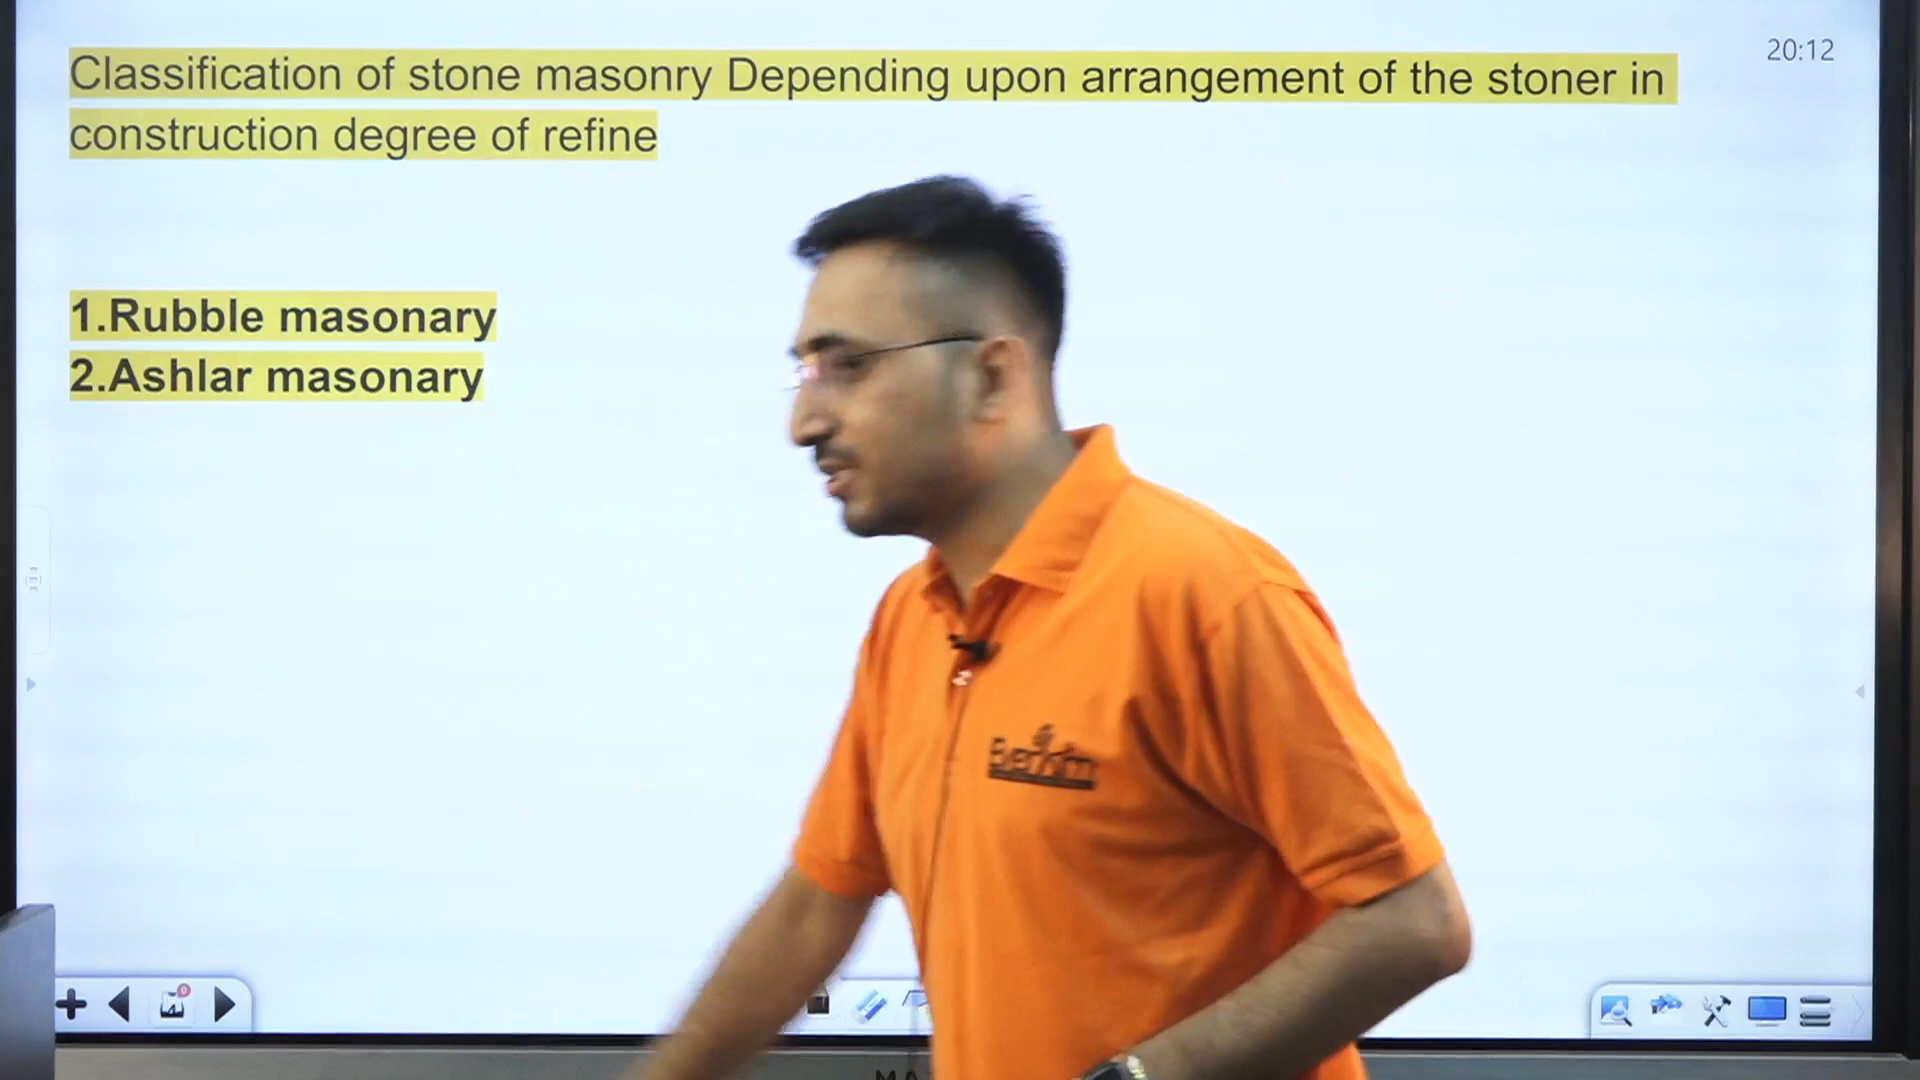 Classification of stone masonry Depending upon arrangement of the stoner in
construction degree of refine
20:12
1.Rubble masonary
2.Ashlar masonary